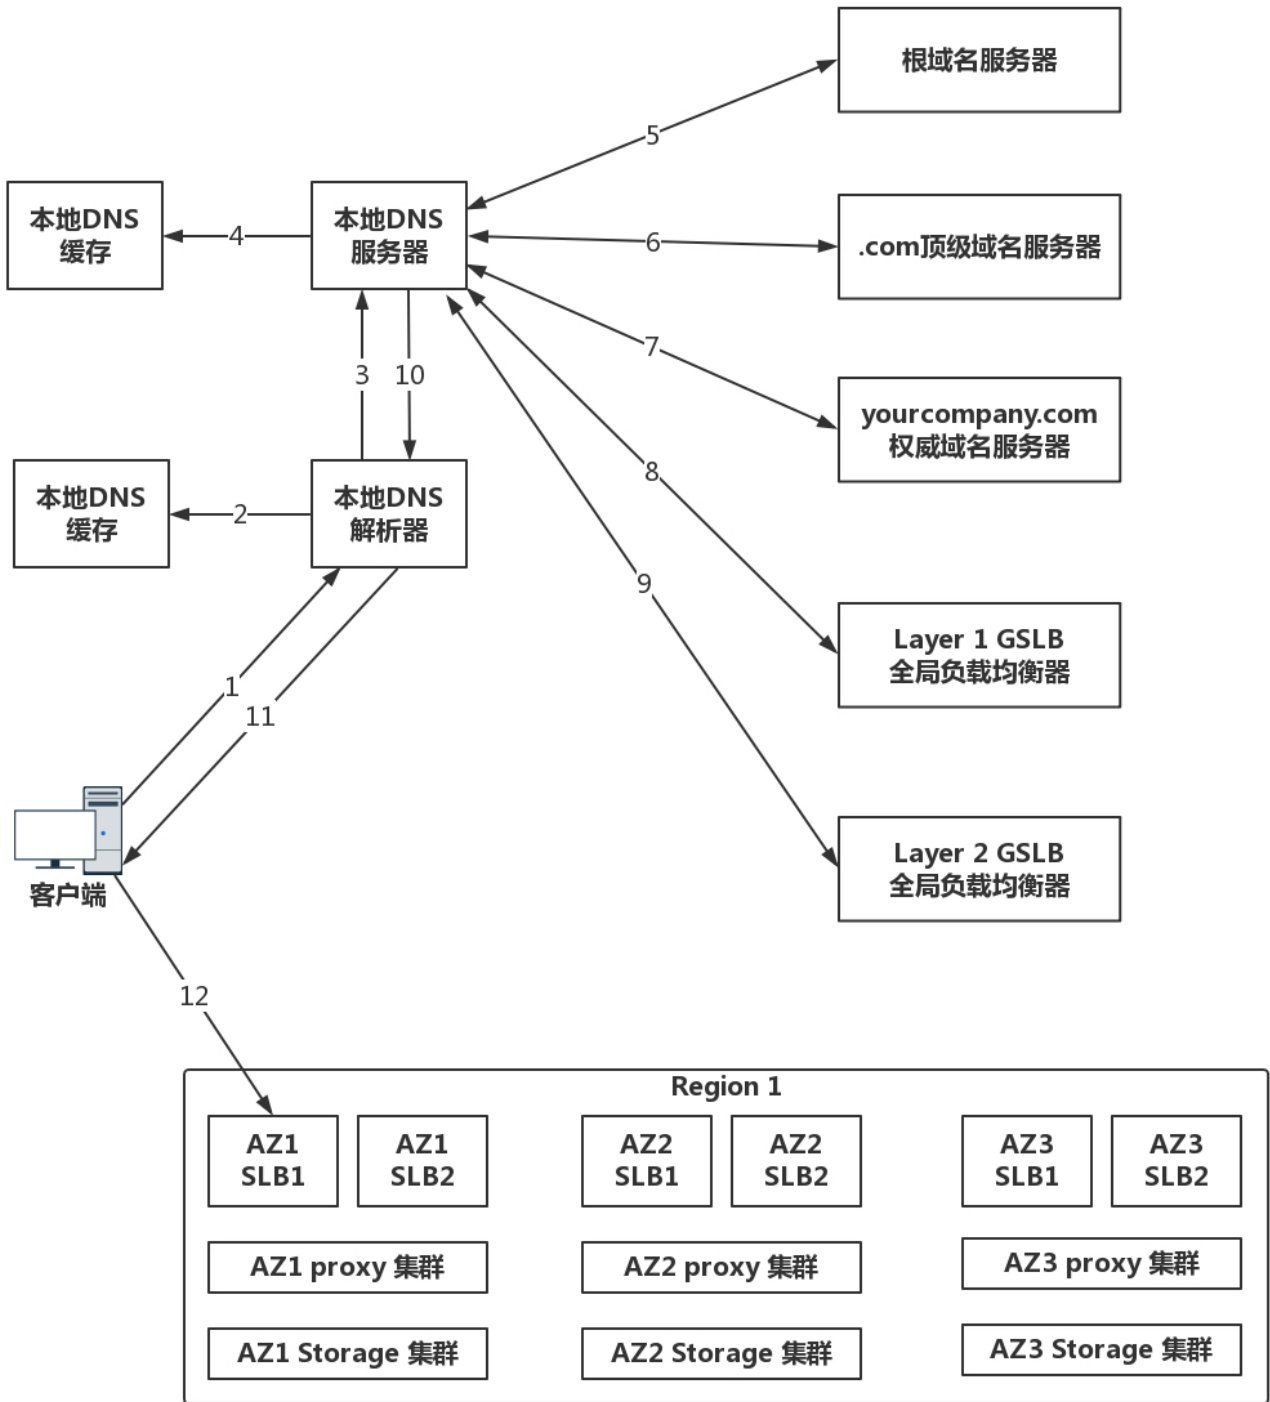 根域名服务器
5
本地DNS
缓存
4
本地DNS
服务器
6
.com顶级域名服务器
7
3
10
yourcompany.com
权威域名服务器
8
本地DNS
缓存
2
本地DNS
解析器
9
Layer 1 GSLB
全局负载均衡器
1
11
客户端
Layer 2 GSLB
全局负载均衡器
12
Region 1
AZ1
SLB1
AZ1
SLB2
AZ2
SLB1
AZ2
SLB2
AZ3
SLB1
AZ3
SLB2
AZ1 proxy 集群
AZ2 proxy 集群
AZ3 proxy 集群
AZ1 Storage 集群
AZ2 Storage 集群
AZ3 Storage 集群